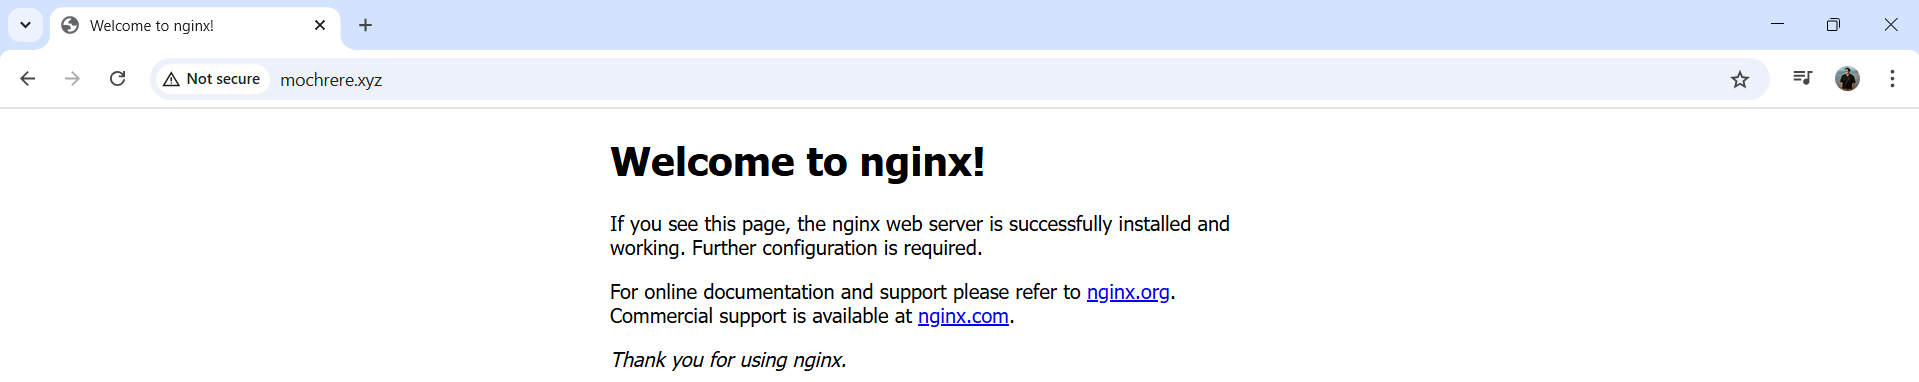 Welcome to nginx!
Not secure
mochrere.xyz
Welcome to nginx!
If you see this page, the nginx web server is successfully installed and
working. Further configuration is required.
For online documentation and support please refer to nginx.org.
Commercial support is available at nginx.com.
Thank you for using nginx.